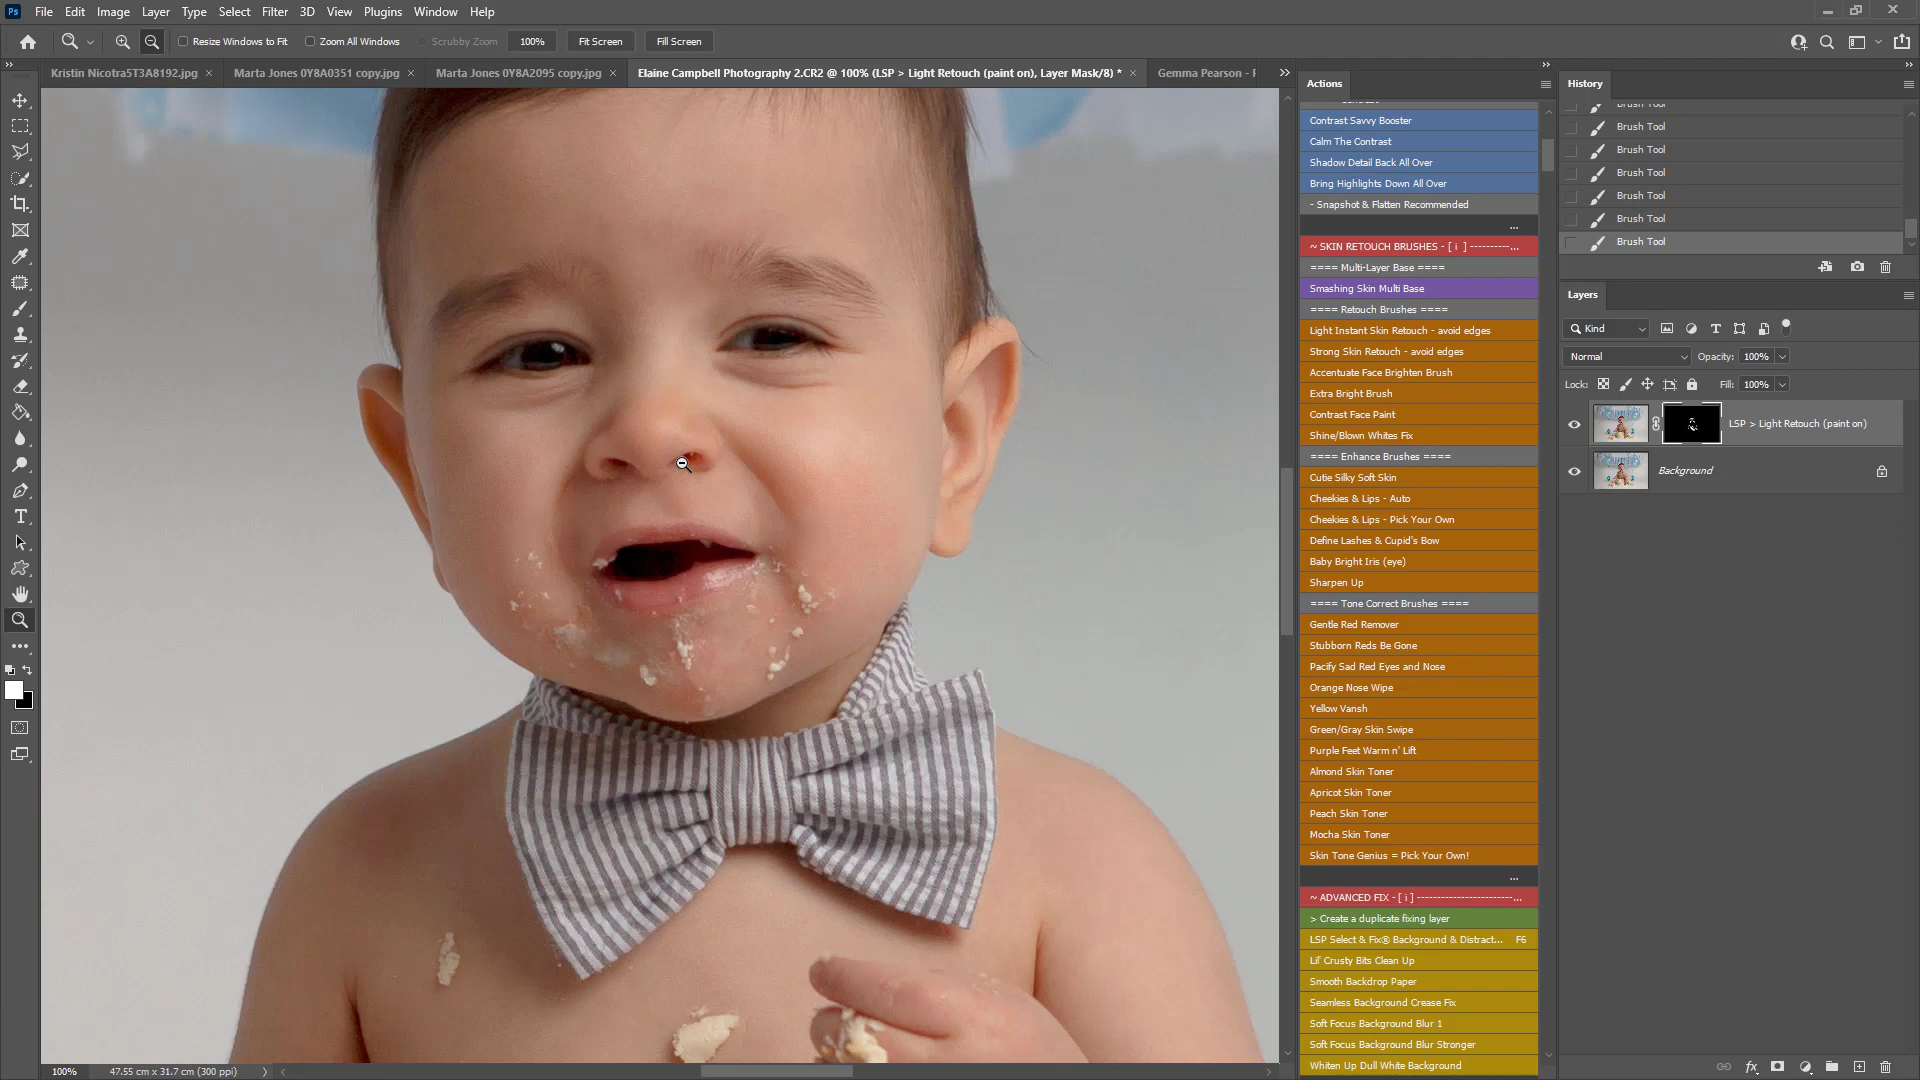 Ps File Edit Image Layer Type Select Filter 3D View Plugins Window Help
Resize Windows to Fit Zoom All Windows Scrubby Zoom 100% Fit Screen Fill Screen
Kristin Nicotra5T3A8192.jpg × Marta Jones 0Y8A0351 copy.jpg × Marta Jones 0Y8A2095 copy.jpg × Elaine Campbell Photography 2.CR2 @ 100% (LSP > Light Retouch (paint on), Layer Mask/8) * × Gemma Pearson -
Actions
Contrast Savvy Booster
Calm The Contrast
Shadow Detail Back All Over
Bring Highlights Down All Over
- Snapshot & Flatten Recommended
...
~ SKIN RETOUCH BRUSHES - [ i ] ----------...
==== Multi-Layer Base ====
Smashing Skin Multi Base
==== Retouch Brushes ====
Light Instant Skin Retouch - avoid edges
Strong Skin Retouch - avoid edges
Accentuate Face Brighten Brush
Extra Bright Brush
Contrast Face Paint
Shine/Blown Whites Fix
==== Enhance Brushes ====
Cutie Silky Soft Skin
Cheekies & Lips - Auto
Cheekies & Lips - Pick Your Own
Define Lashes & Cupid's Bow
Baby Bright Iris (eye)
Sharpen Up
==== Tone Correct Brushes ====
Gentle Red Remover
Stubborn Reds Be Gone
Pacify Sad Red Eyes and Nose
Orange Nose Wipe
Yellow Vansh
Green/Gray Skin Swipe
Purple Feet Warm n' Lift
Almond Skin Toner
Apricot Skin Toner
Peach Skin Toner
Mocha Skin Toner
Skin Tone Genius = Pick Your Own!
...
~ ADVANCED FIX - [ i ] -------------------------...
> Create a duplicate fixing layer
LSP Select & Fix® Background & Distract... F6
Lil' Crusty Bits Clean Up
Smooth Backdrop Paper
Seamless Background Crease Fix
Soft Focus Background Blur 1
Soft Focus Background Blur Stronger
Whiten Up Dull White Background
History
Brush Tool
Brush Tool
Brush Tool
Brush Tool
Brush Tool
Brush Tool
Layers
Kind
Normal Opacity: 100%
Lock: Fill: 100%
LSP > Light Retouch (paint on)
Background
100% 47.55 cm x 31.7 cm (300 ppi)